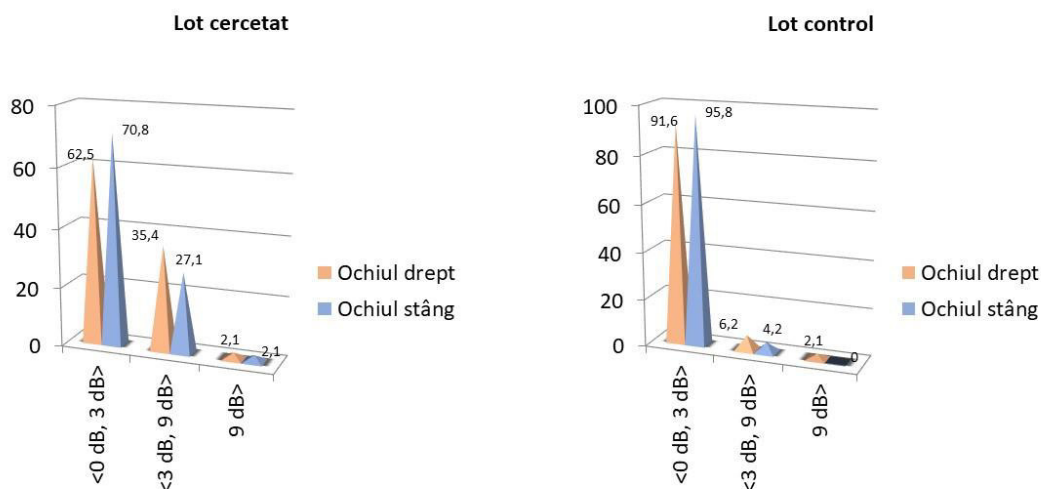 Lot cercetat
80
60
40
20
0
62,5
70,8
35,4
27,1
2,1
2,1
<0 dB, 3 dB>
<3 dB, 9 dB>
9 dB>
Ochiul drept
Ochiul stâng
Lot control
100
80
60
40
20
0
91,6
95,8
6,2
4,2
2,1
0
<0 dB, 3 dB>
<3 dB, 9 dB>
9 dB>
Ochiul drept
Ochiul stâng